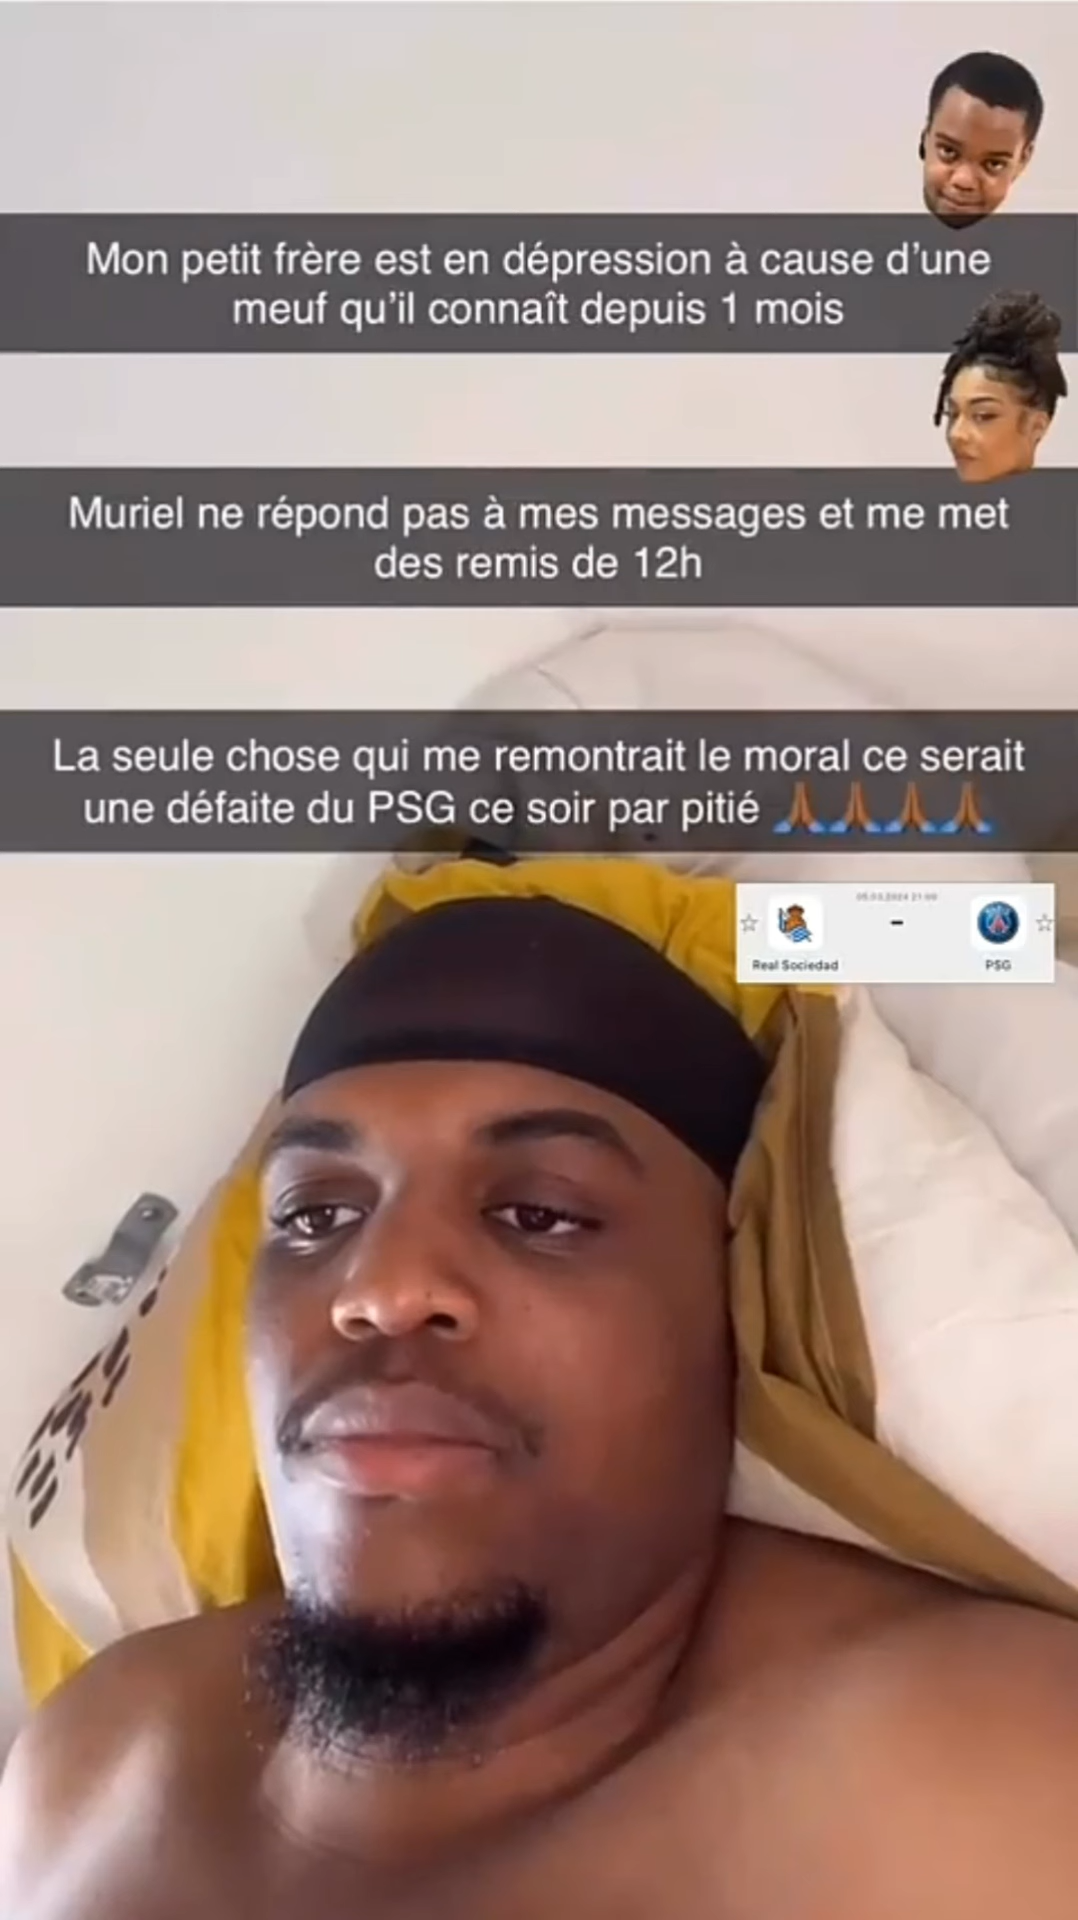 Mon petit frère est en dépression à cause d'une
meuf qu'il connaît depuis 1 mois
Muriel ne répond pas à mes messages et me met
des remis de 12h
La seule chose qui me remontrait le moral ce serait
une défaite du PSG ce soir par pitié 🙏🏾🙏🏾🙏🏾🙏🏾
-
Real Sociedad
PSG